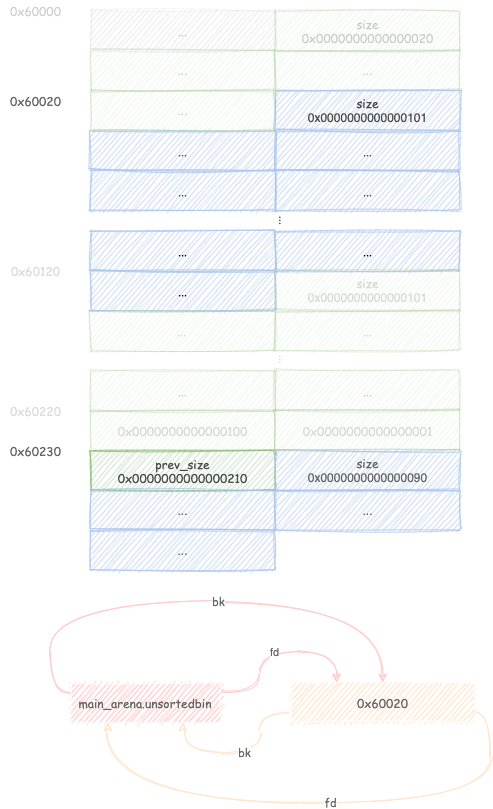 0x60000
...
size
0x0000000000000020
...
...
0x60020
...
size
0x0000000000000101
...
...
...
...
...
...
...
0x60120
...
size
0x0000000000000101
...
...
...
...
...
0x60220
0x0000000000000100
0x0000000000000001
0x60230
prev_size
0x0000000000000210
size
0x0000000000000090
...
...
...
bk
fd
main_arena.unsortedbin
0x60020
bk
fd